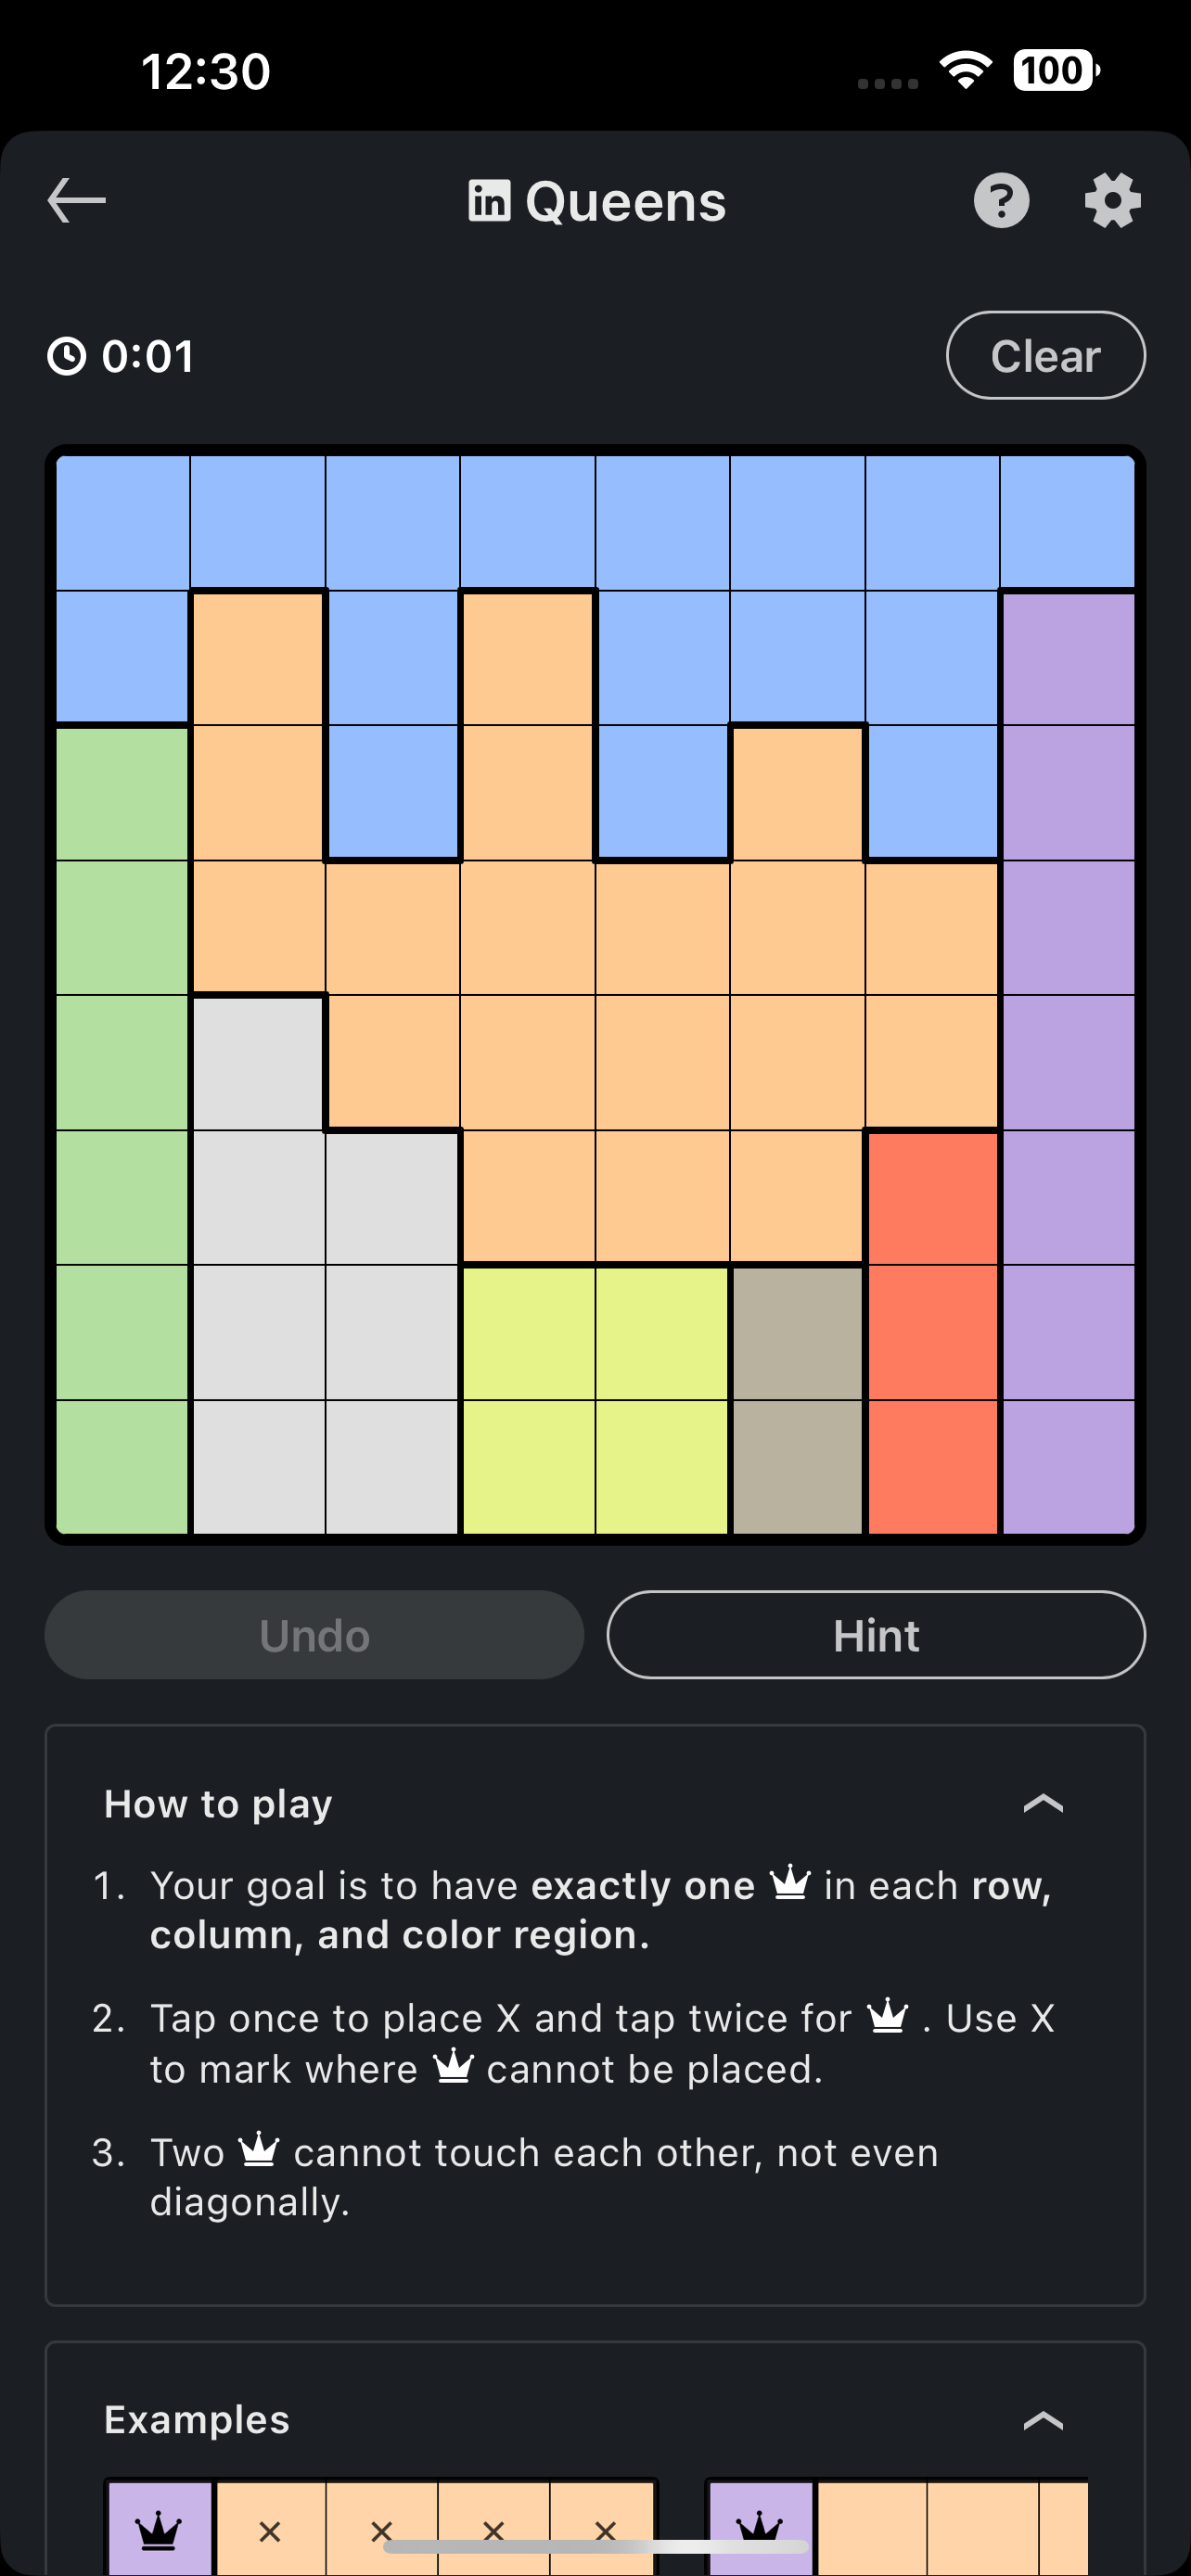 12:30
100
in Queens
?
0:01
Clear
Undo
Hint
How to play
1. Your goal is to have exactly one in each row,
column, and color region.
2. Tap once to place X and tap twice for . Use X
to mark where cannot be placed.
3. Two cannot touch each other, not even
diagonally.
Examples
× × × ×